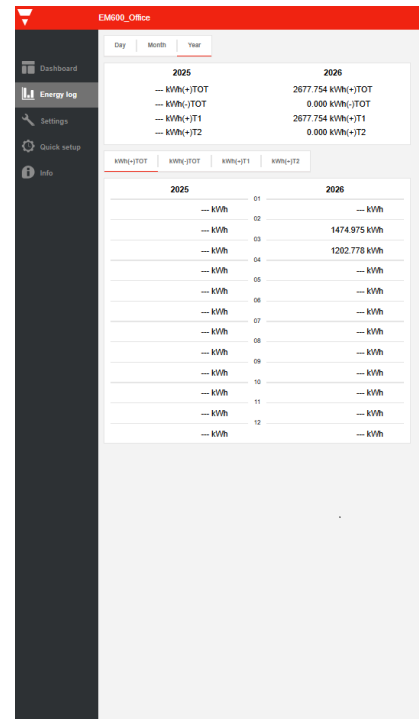 EM600_Office
Day Month Year
Dashboard
Energy log
Settings
Quick setup
Info
2025 2026
--- kWh(+)TOT 2677.754 kWh(+)TOT
--- kWh(-)TOT 0.000 kWh(-)TOT
--- kWh(+)T1 2677.754 kWh(+)T1
--- kWh(+)T2 0.000 kWh(+)T2
kWh(+)TOT kWh(-)TOT kWh(+)T1 kWh(+)T2
2025 2026
01
--- kWh --- kWh
02
--- kWh 1474.975 kWh
03
--- kWh 1202.778 kWh
04
--- kWh --- kWh
05
--- kWh --- kWh
06
--- kWh --- kWh
07
--- kWh --- kWh
08
--- kWh --- kWh
09
--- kWh --- kWh
10
--- kWh --- kWh
11
--- kWh --- kWh
12
--- kWh --- kWh